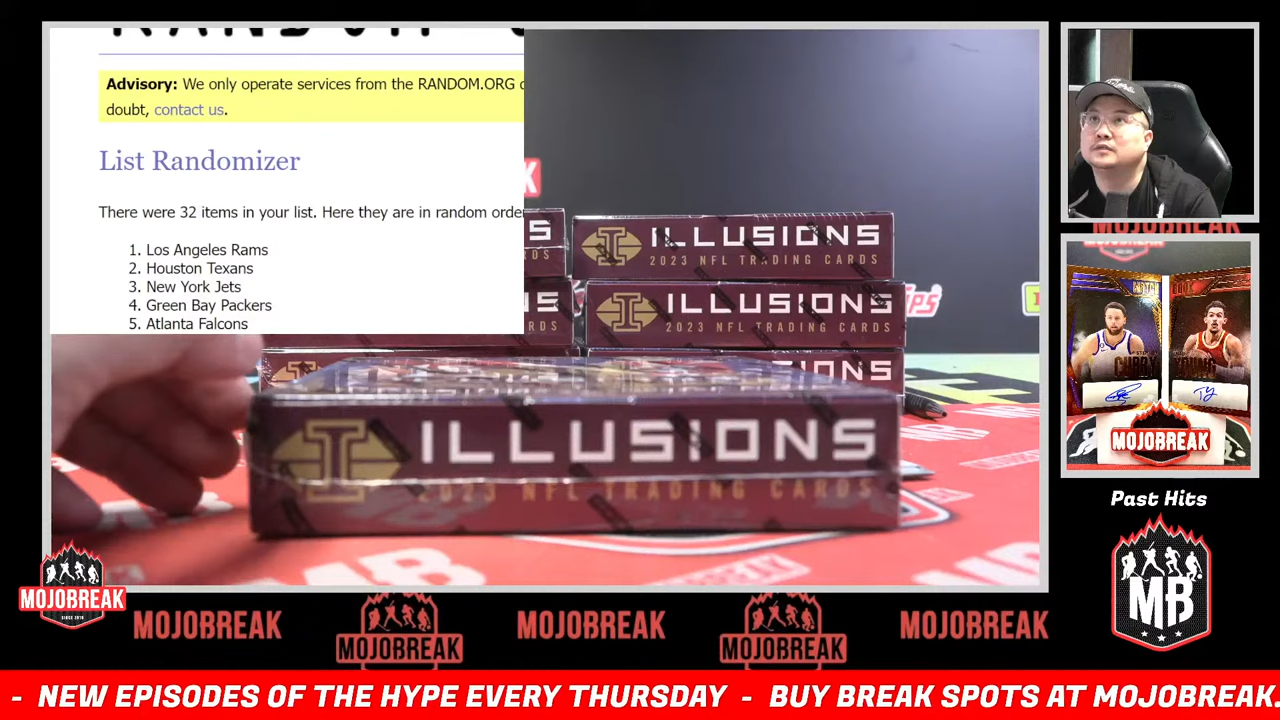 Advisory: We only operate services from the RANDOM.ORG
doubt, contact us.
List Randomizer
There were 32 items in your list. Here they are in random orde
1. Los Angeles Rams
2. Houston Texans
3. New York Jets
4. Green Bay Packers
5. Atlanta Falcons
ILLUSIONS
2023 NFL TRADING CARDS
ILLUSIONS
2023 NFL TRADING CARDS
ILLUSIONS
2023 NFL TRADING CARDS
CURRY
YOUNG
MOJOBREAK
Past Hits
MB
MOJOBREAK
MOJOBREAK
MOJOBREAK
MOJOBREAK
MOJOBREAK
MOJOBREAK
- NEW EPISODES OF THE HYPE EVERY THURSDAY - BUY BREAK SPOTS AT MOJOBREAK.